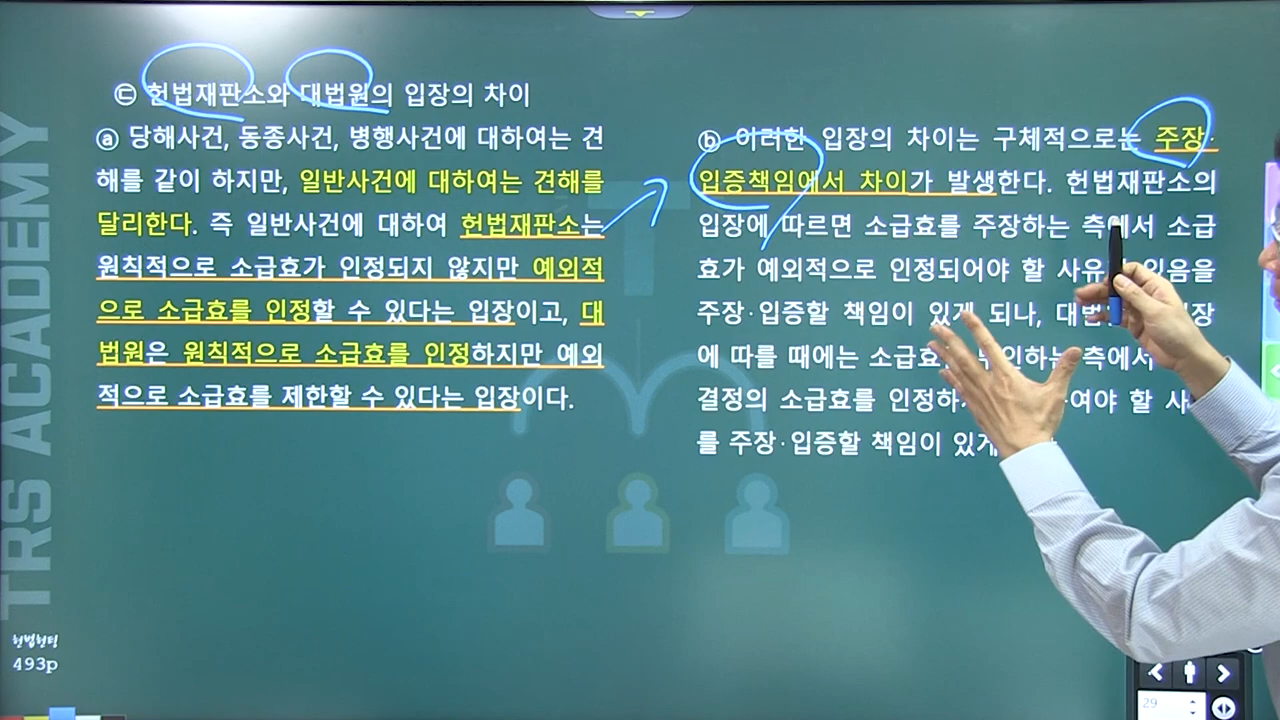 ㉢ 헌법재판소와 대법원의 입장의 차이
ⓐ 당해사건, 동종사건, 병행사건에 대하여는 견
해를 같이 하지만, 일반사건에 대하여는 견해를
달리한다. 즉 일반사건에 대하여 헌법재판소는
원칙적으로 소급효가 인정되지 않지만 예외적
으로 소급효를 인정할 수 있다는 입장이고, 대
법원은 원칙적으로 소급효를 인정하지만 예외
적으로 소급효를 제한할 수 있다는 입장이다.
ⓑ 이러한 입장의 차이는 구체적으로는 주장·
입증책임에서 차이가 발생한다. 헌법재판소의
입장에 따르면 소급효를 주장하는 측에서 소급
효가 예외적으로 인정되어야 할 있음을
주장·입증할 책임이 있게 되나,
에 따를 때에는 측에서
결정의 소급효를 할
를 주장·입증할 책임이
TRS ACADEMY
헌법헌팅
493p
29